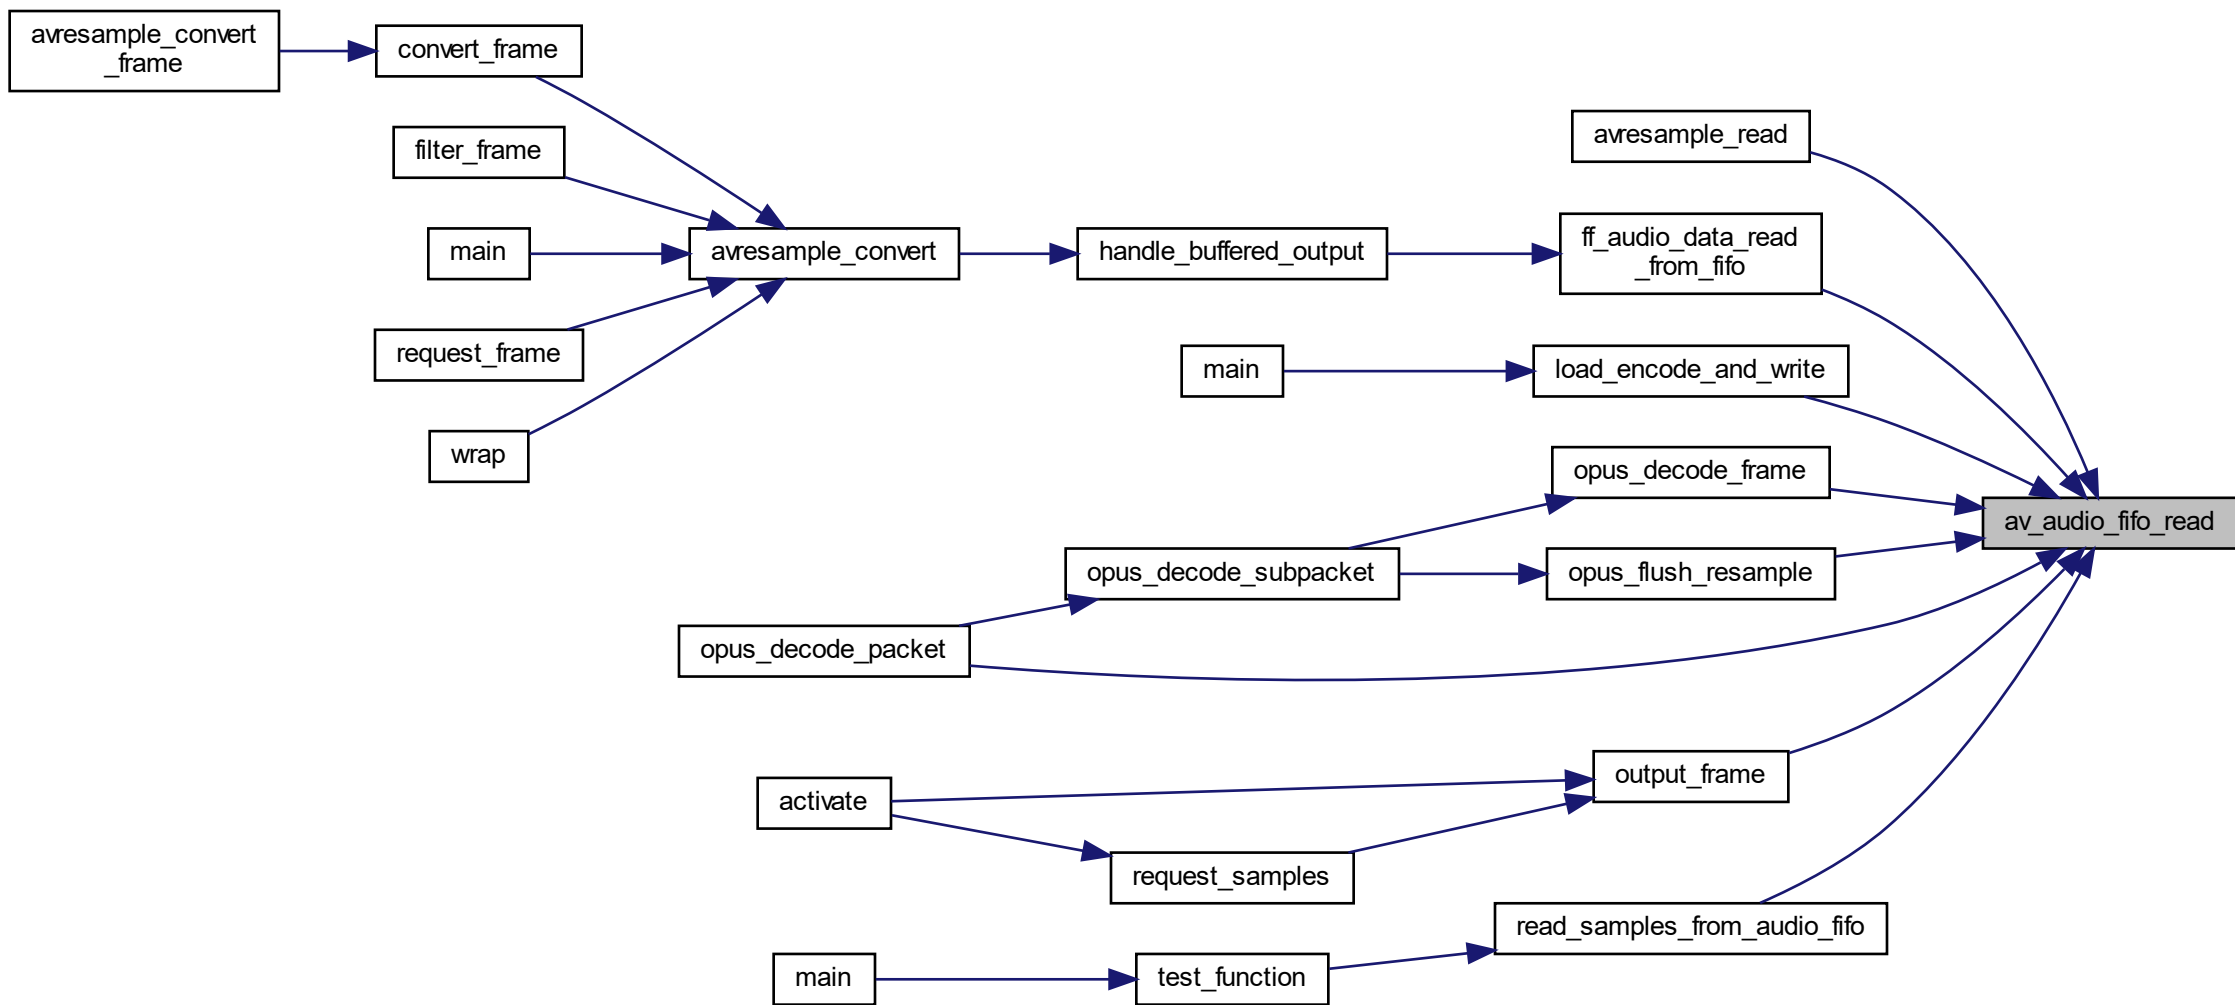 avresample_convert
_frame
convert_frame
filter_frame
main
request_frame
wrap
avresample_convert
handle_buffered_output
avresample_read
ff_audio_data_read
_from_fifo
main
load_encode_and_write
opus_decode_frame
av_audio_fifo_read
opus_decode_subpacket
opus_flush_resample
opus_decode_packet
output_frame
activate
request_samples
read_samples_from_audio_fifo
main
test_function